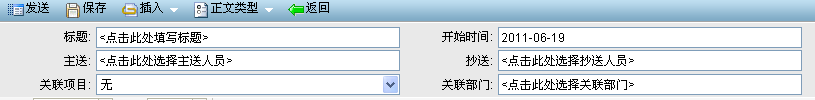 发送 保存 插入 正文类型 返回
标题: <点击此处填写标题> 开始时间: 2011-06-19
主送: <点击此处选择主送人员> 抄送: <点击此处选择抄送人员>
关联项目: 无 关联部门: <点击此处选择关联部门>